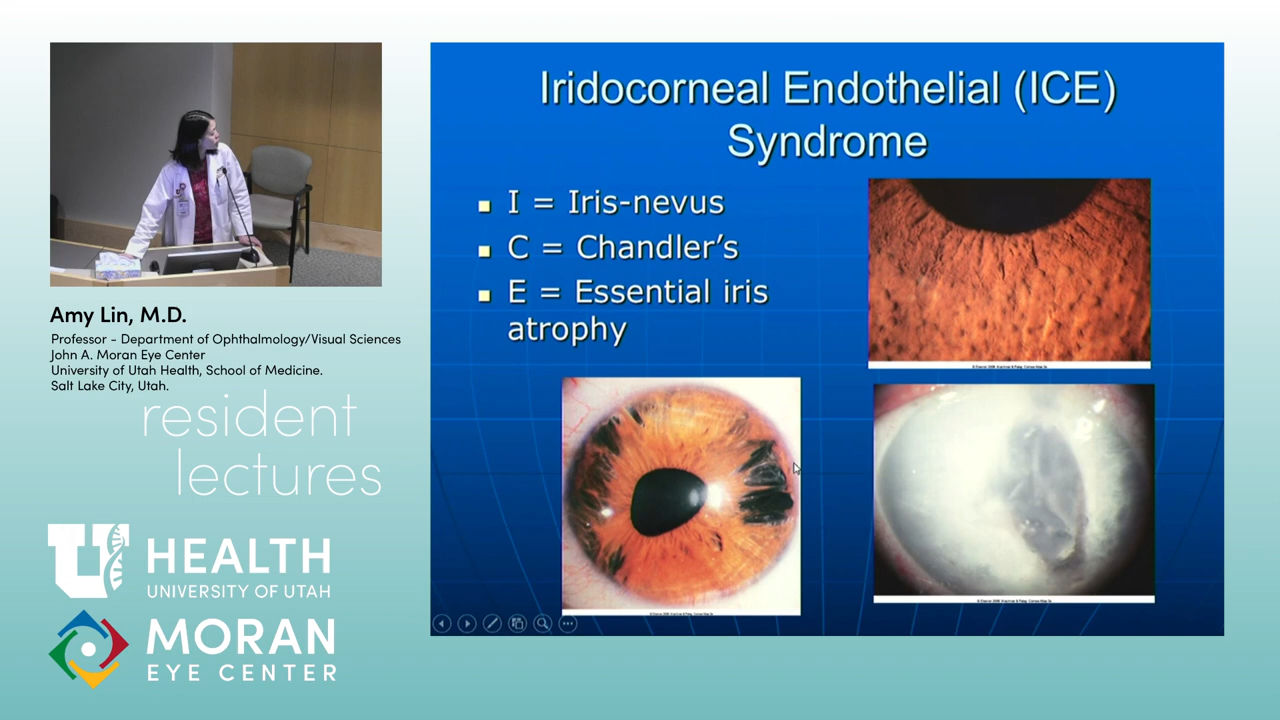 Iridocorneal Endothelial (ICE)
Syndrome
I = Iris-nevus
C = Chandler's
E = Essential iris
atrophy
Amy Lin, M.D.
Professor - Department of Ophthalmology/Visual Sciences
John A. Moran Eye Center
University of Utah Health, School of Medicine.
Salt Lake City, Utah.
resident
lectures
U HEALTH
UNIVERSITY OF UTAH
MORAN
EYE CENTER